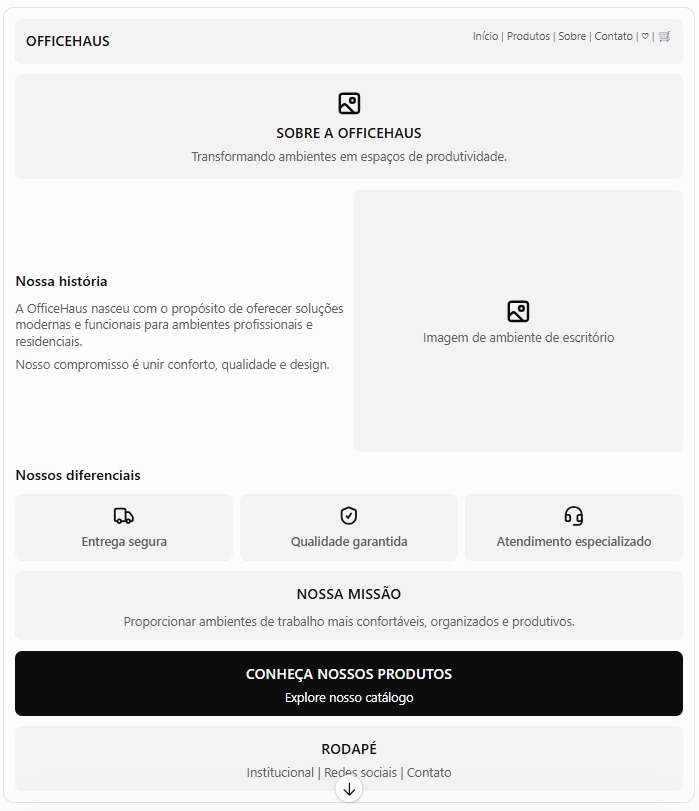 OFFICEHAUS
Início | Produtos | Sobre | Contato | ♡ | 🛒
SOBRE A OFFICEHAUS
Transformando ambientes em espaços de produtividade.
Nossa história
A OfficeHaus nasceu com o propósito de oferecer soluções
modernas e funcionais para ambientes profissionais e
residenciais.
Nosso compromisso é unir conforto, qualidade e design.
Imagem de ambiente de escritório
Nossos diferenciais
Entrega segura
Qualidade garantida
Atendimento especializado
NOSSA MISSÃO
Proporcionar ambientes de trabalho mais confortáveis, organizados e produtivos.
CONHEÇA NOSSOS PRODUTOS
Explore nosso catálogo
RODAPÉ
Institucional | Redes sociais | Contato